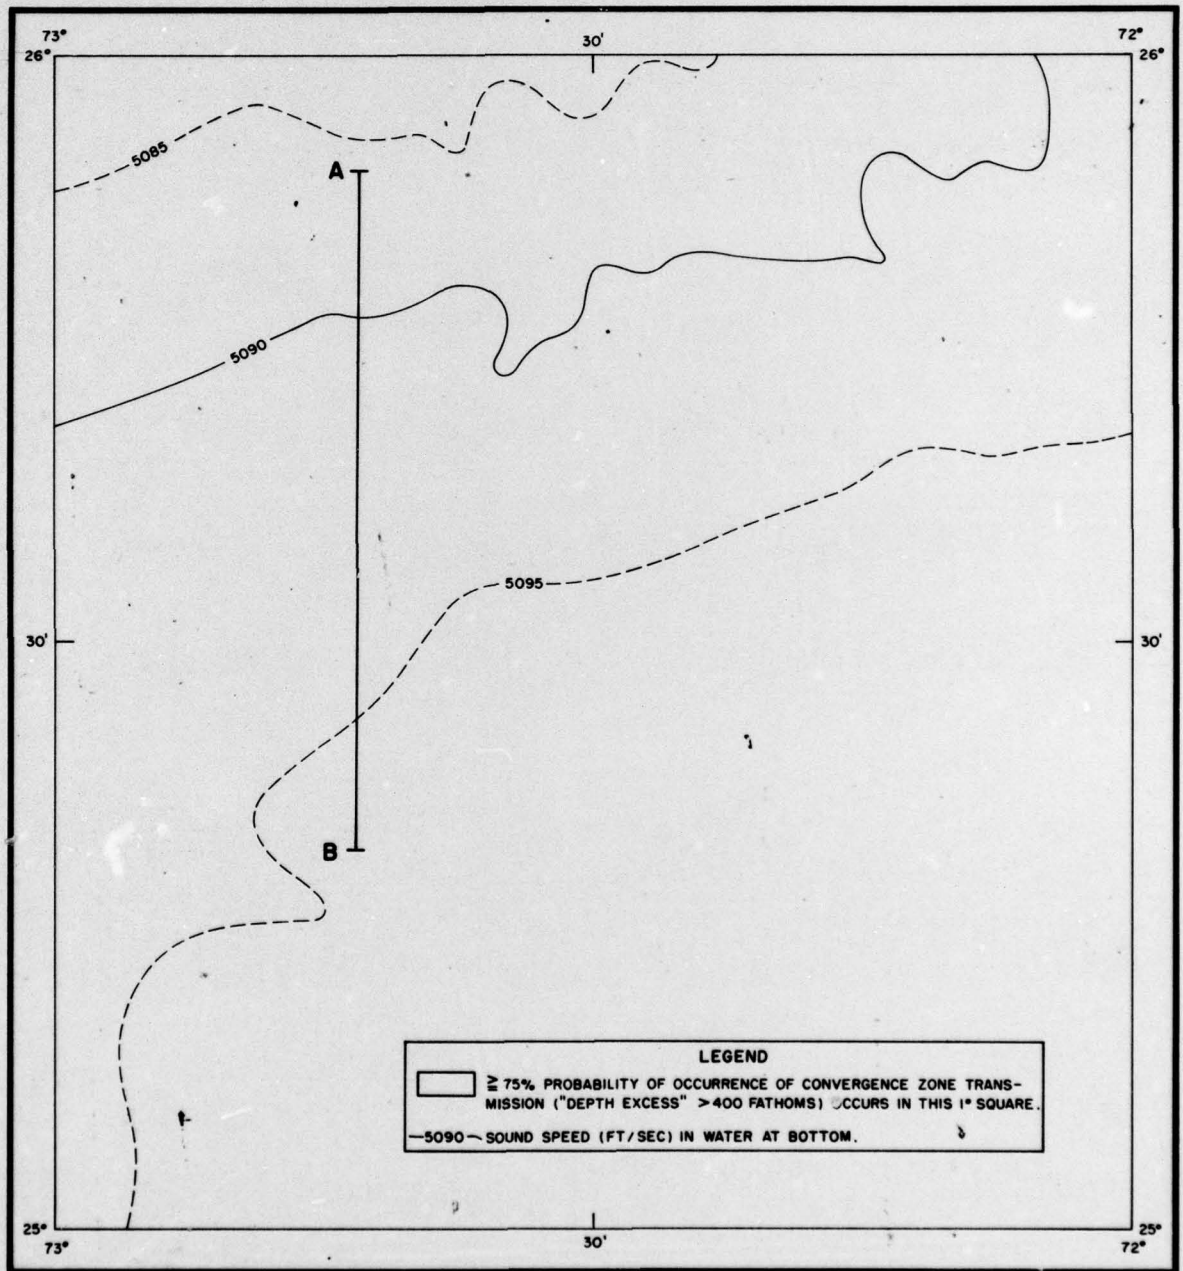 73°
30'
72°
26°
26°
5085
A
5090
5095
30'
30'
B
LEGEND
≧ 75% PROBABILITY OF OCCURRENCE OF CONVERGENCE ZONE TRANS-
MISSION ("DEPTH EXCESS" >400 FATHOMS) OCCURS IN THIS 1° SQUARE.
—5090— SOUND SPEED (FT/SEC) IN WATER AT BOTTOM.
25°
25°
73°
30'
72°